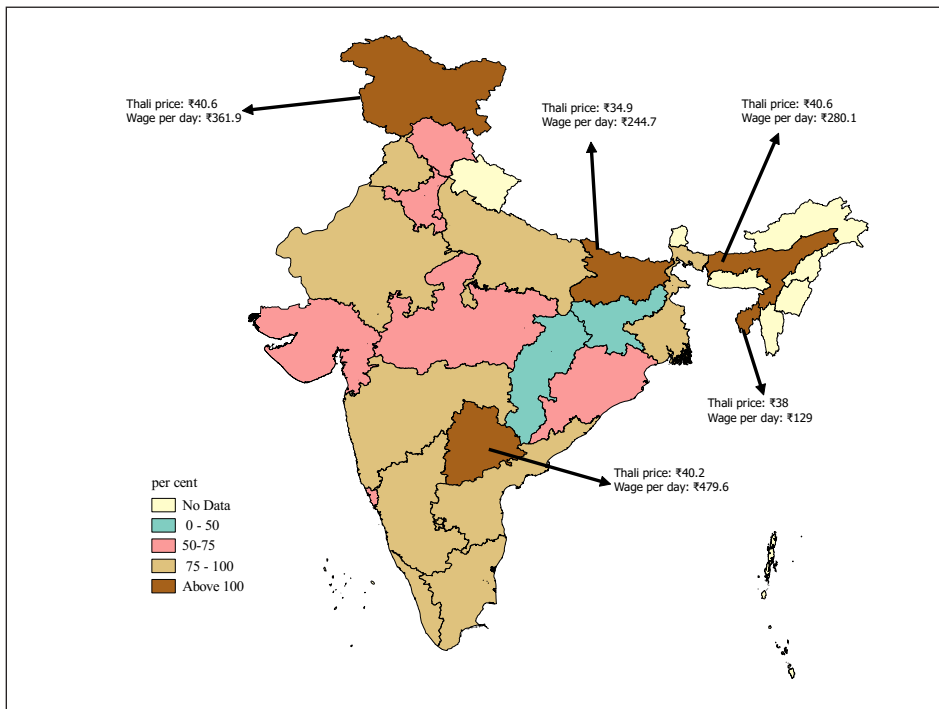 Thali price: ₹40.6
Wage per day: ₹361.9
Thali price: ₹34.9
Wage per day: ₹244.7
Thali price: ₹40.6
Wage per day: ₹280.1
Thali price: ₹38
Wage per day: ₹129
Thali price: ₹40.2
Wage per day: ₹479.6
per cent
No Data
0 - 50
50-75
75 - 100
Above 100